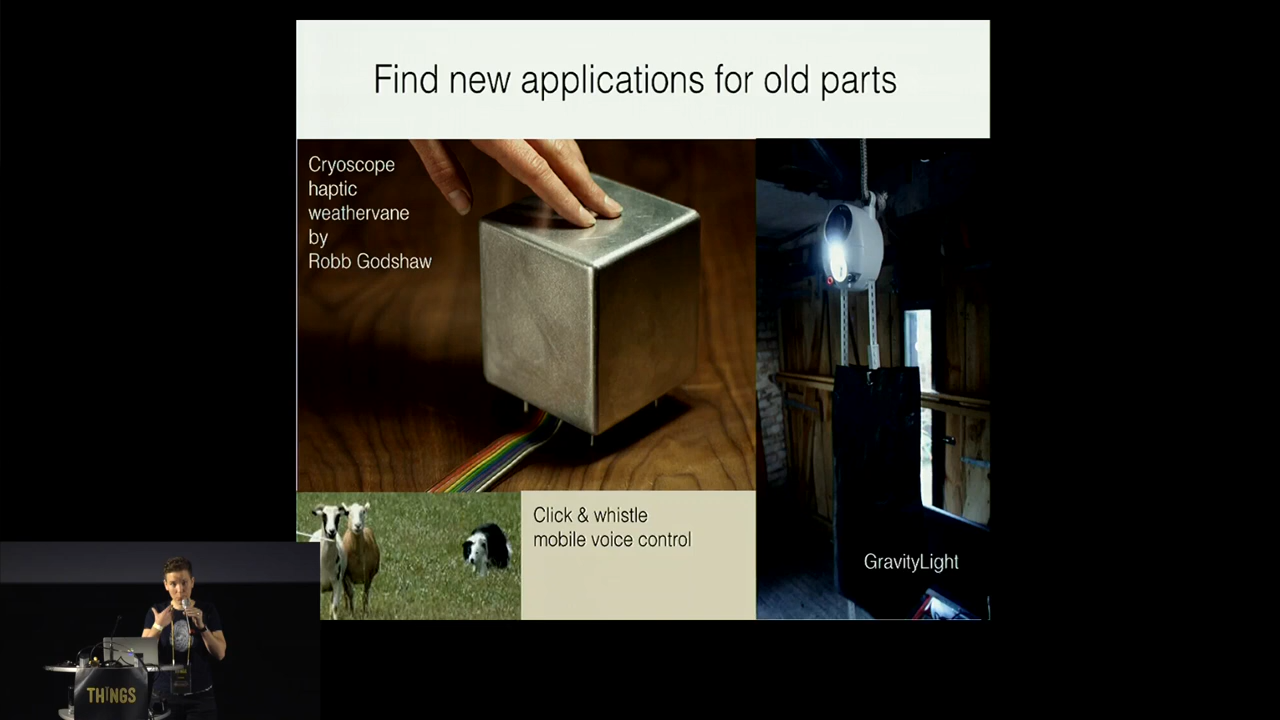 Find new applications for old parts
Cryoscope
haptic
weathervane
by
Robb Godshaw
Click & whistle
mobile voice control
GravityLight
THiNGS